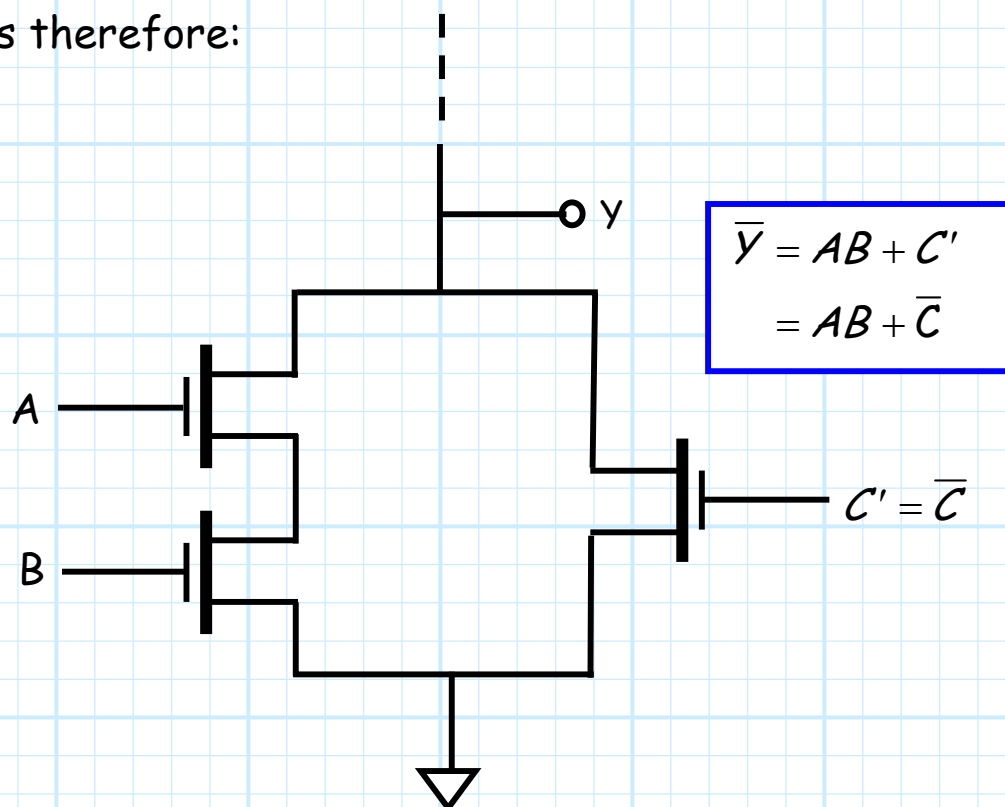 s therefore:
Y
Y̅ = AB + C′
= AB + C̅
A
C′ = C̅
B